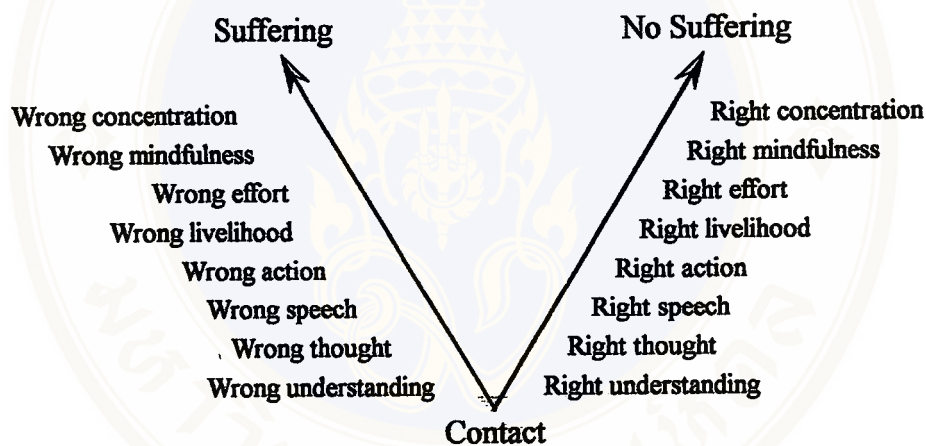 Suffering
No Suffering
Wrong concentration
Right concentration
Wrong mindfulness
Right mindfulness
Wrong effort
Right effort
Wrong livelihood
Right livelihood
Wrong action
Right action
Wrong speech
Right speech
Wrong thought
Right thought
Wrong understanding
Right understanding
Contact